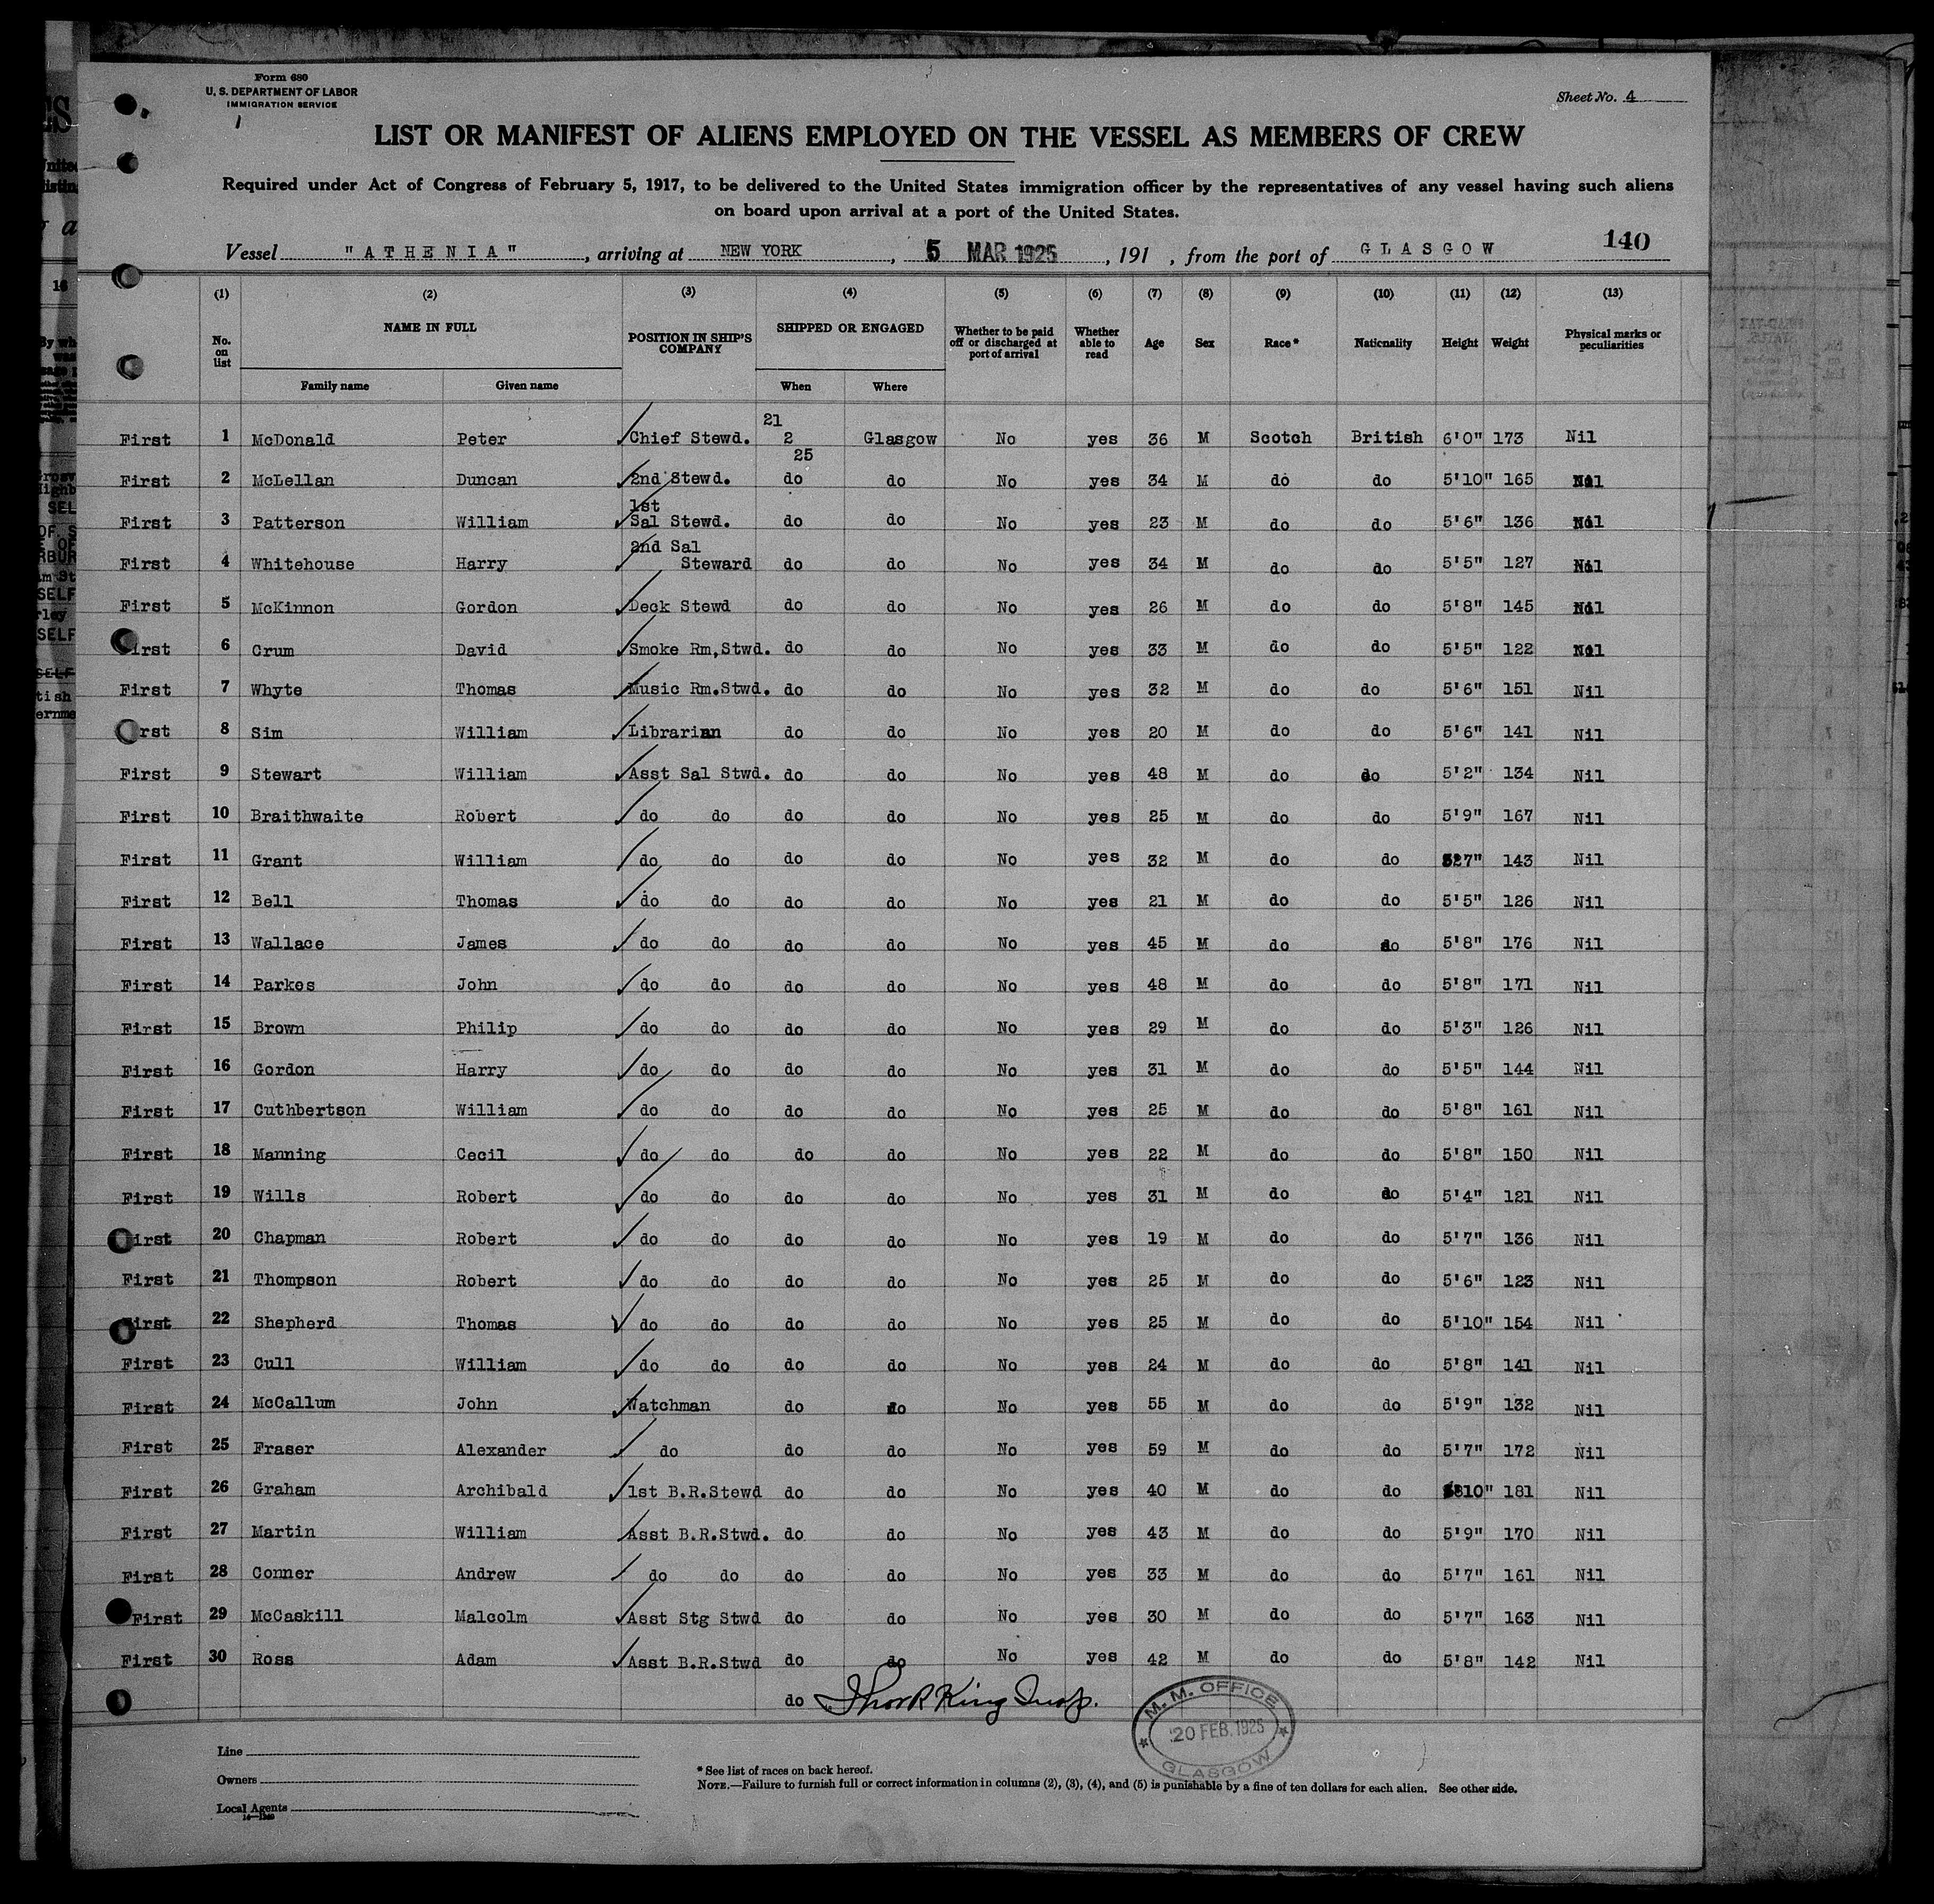 Form 680
U. S. DEPARTMENT OF LABOR
IMMIGRATION SERVICE
Sheet No. 4
LIST OR MANIFEST OF ALIENS EMPLOYED ON THE VESSEL AS MEMBERS OF CREW
Required under Act of Congress of February 5, 1917, to be delivered to the United States immigration officer by the representatives of any vessel having such aliens
on board upon arrival at a port of the United States.
140
Vessel "ATHENIA", arriving at NEW YORK, 5 MAR 1925, 191 , from the port of GLASGOW
(1) (2) (3) (4) (5) (6) (7) (8) (9) (10) (11) (12) (13)
No. on list NAME IN FULL Family name Given name POSITION IN SHIP'S COMPANY SHIPPED OR ENGAGED When Where Whether to be paid off or discharged at port of arrival Whether able to read Age Sex Race* Nationality Height Weight Physical marks or peculiarities
First 1 McDonald Peter Chief Stewd. 21 2 25 Glasgow No yes 36 M Scotch British 6'0" 173 Nil
First 2 McLellan Duncan 2nd Stewd. do do No yes 34 M do do 5'10" 165 Nil
First 3 Patterson William 1st Sal Stewd. do do No yes 23 M do do 5'6" 136 Nil
First 4 Whitehouse Harry 2nd Sal Steward do do No yes 34 M do do 5'5" 127 Nil
First 5 McKinnon Gordon Deck Stewd do do No yes 26 M do do 5'8" 145 Nil
First 6 Crum David Smoke Rm,Stwd. do do No yes 33 M do do 5'5" 122 Nil
First 7 Whyte Thomas Music Rm.Stwd. do do No yes 32 M do do 5'6" 151 Nil
First 8 Sim William Librarian do do No yes 20 M do do 5'6" 141 Nil
First 9 Stewart William Asst Sal Stwd. do do No yes 48 M do do 5'2" 134 Nil
First 10 Braithwaite Robert do do do do No yes 25 M do do 5'9" 167 Nil
First 11 Grant William do do do do No yes 32 M do do 7" 143 Nil
First 12 Bell Thomas do do do do No yes 21 M do do 5'5" 126 Nil
First 13 Wallace James do do do do No yes 45 M do do 5'8" 176 Nil
First 14 Parkes John do do do do No yes 48 M do do 5'8" 171 Nil
First 15 Brown Philip do do do do No yes 29 M do do 5'3" 126 Nil
First 16 Gordon Harry do do do do No yes 31 M do do 5'5" 144 Nil
First 17 Cuthbertson William do do do do No yes 25 M do do 5'8" 161 Nil
First 18 Manning Cecil do do do do No yes 22 M do do 5'8" 150 Nil
First 19 Wills Robert do do do do No yes 31 M do do 5'4" 121 Nil
First 20 Chapman Robert do do do do No yes 19 M do do 5'7" 136 Nil
First 21 Thompson Robert do do do do No yes 25 M do do 5'6" 123 Nil
First 22 Shepherd Thomas do do do do No yes 25 M do do 5'10" 154 Nil
First 23 Cull William do do do do No yes 24 M do do 5'8" 141 Nil
First 24 McCallum John Watchman do do No yes 55 M do do 5'9" 132 Nil
First 25 Fraser Alexander do do do No yes 59 M do do 5'7" 172 Nil
First 26 Graham Archibald 1st B.R.Stewd do do No yes 40 M do do 10" 181 Nil
First 27 Martin William Asst B.R.Stwd. do do No yes 43 M do do 5'9" 170 Nil
First 28 Conner Andrew do do do do No yes 33 M do do 5'7" 161 Nil
First 29 McCaskill Malcolm Asst Stg Stwd do do No yes 30 M do do 5'7" 163 Nil
First 30 Ross Adam Asst B.R.Stwd do do No yes 42 M do do 5'8" 142 Nil
do Thos R King Insp.
M. M. OFFICE
20 FEB. 1925
GLASGOW
Line
Owners
Local Agents
* See list of races on back hereof.
NOTE.—Failure to furnish full or correct information in columns (2), (3), (4), and (5) is punishable by a fine of ten dollars for each alien. See other side.